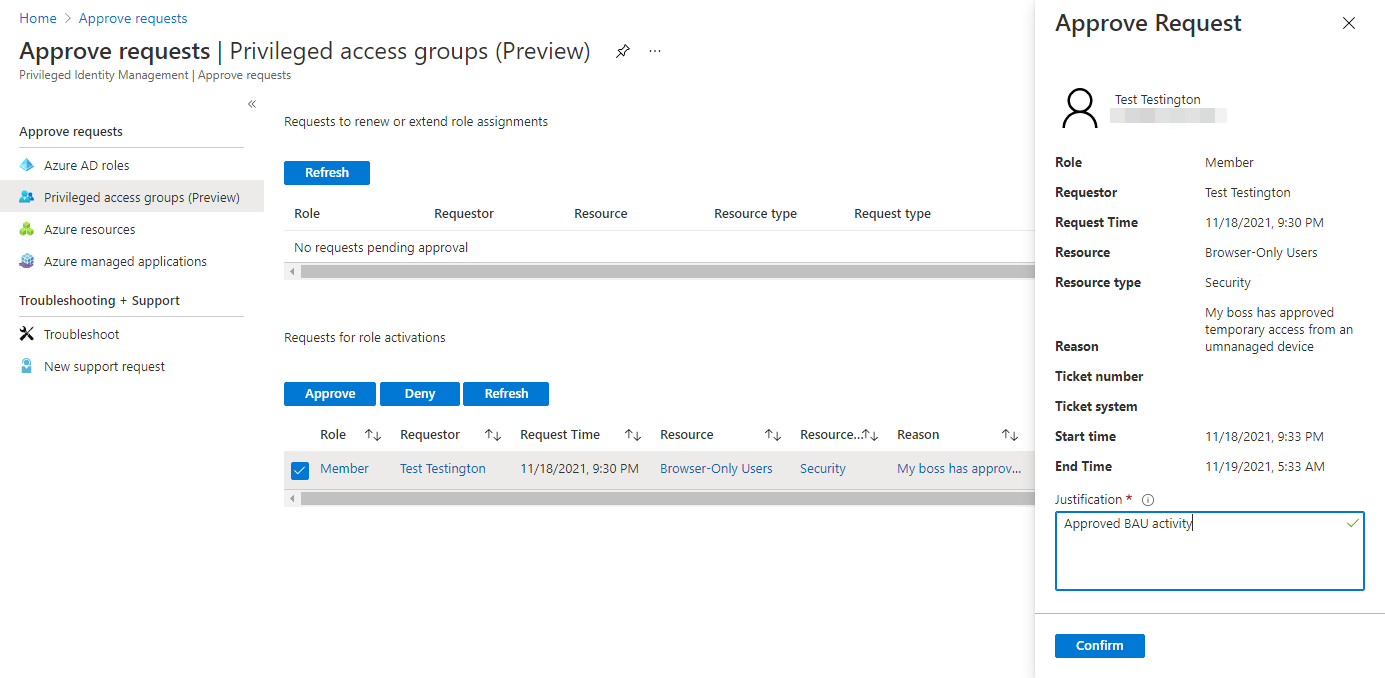 Home > Approve requests
Approve requests | Privileged access groups (Preview) ...
Privileged Identity Management | Approve requests
«
Approve requests
Azure AD roles
Privileged access groups (Preview)
Azure resources
Azure managed applications
Troubleshooting + Support
Troubleshoot
New support request
Requests to renew or extend role assignments
Refresh
Role Requestor Resource Resource type Request type
No requests pending approval
Requests for role activations
Approve Deny Refresh
Role Requestor Request Time Resource Resource... Reason
Member Test Testington 11/18/2021, 9:30 PM Browser-Only Users Security My boss has approv...
Approve Request
Test Testington
Role Member
Requestor Test Testington
Request Time 11/18/2021, 9:30 PM
Resource Browser-Only Users
Resource type Security
My boss has approved
temporary access from an
Reason umnanaged device
Ticket number
Ticket system
Start time 11/18/2021, 9:33 PM
End Time 11/19/2021, 5:33 AM
Justification *
Approved BAU activity
Confirm